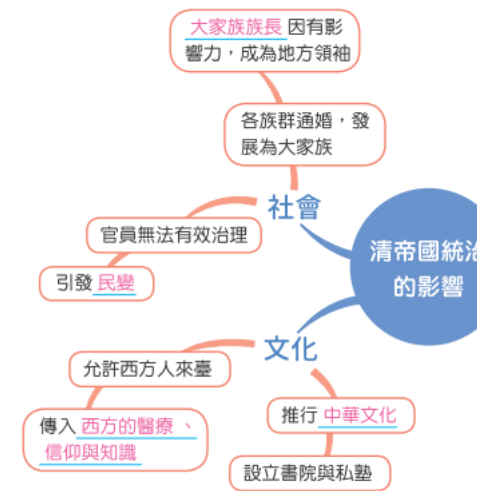 大家族族長因有影
響力，成為地方領袖
各族群通婚，發
展為大家族
社會
官員無法有效治理
引發民變
清帝國統治
的影響
文化
允許西方人來臺
傳入西方的醫療、
信仰與知識
推行中華文化
設立書院與私塾